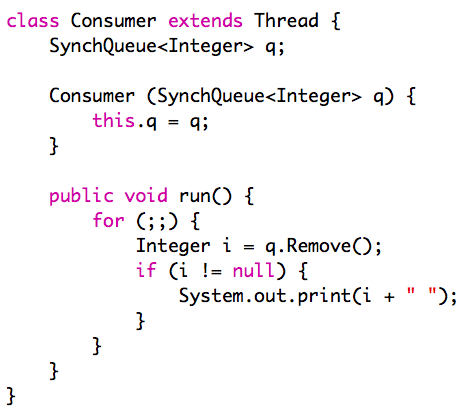 class Consumer extends Thread {
    SynchQueue<Integer> q;

    Consumer (SynchQueue<Integer> q) {
        this.q = q;
    }

    public void run() {
        for (;;) {
            Integer i = q.Remove();
            if (i != null) {
                System.out.print(i + " ");
            }
        }
    }
}